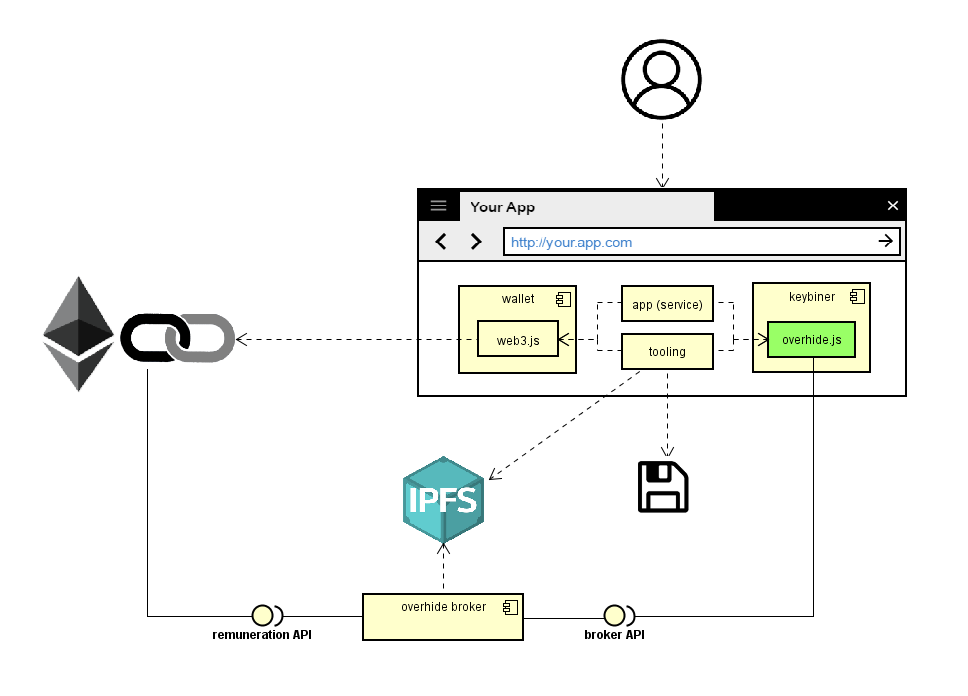 Your App
http://your.app.com
wallet
web3.js
app (service)
tooling
keybiner
overhide.js
IPFS
overhide broker
remuneration API
broker API